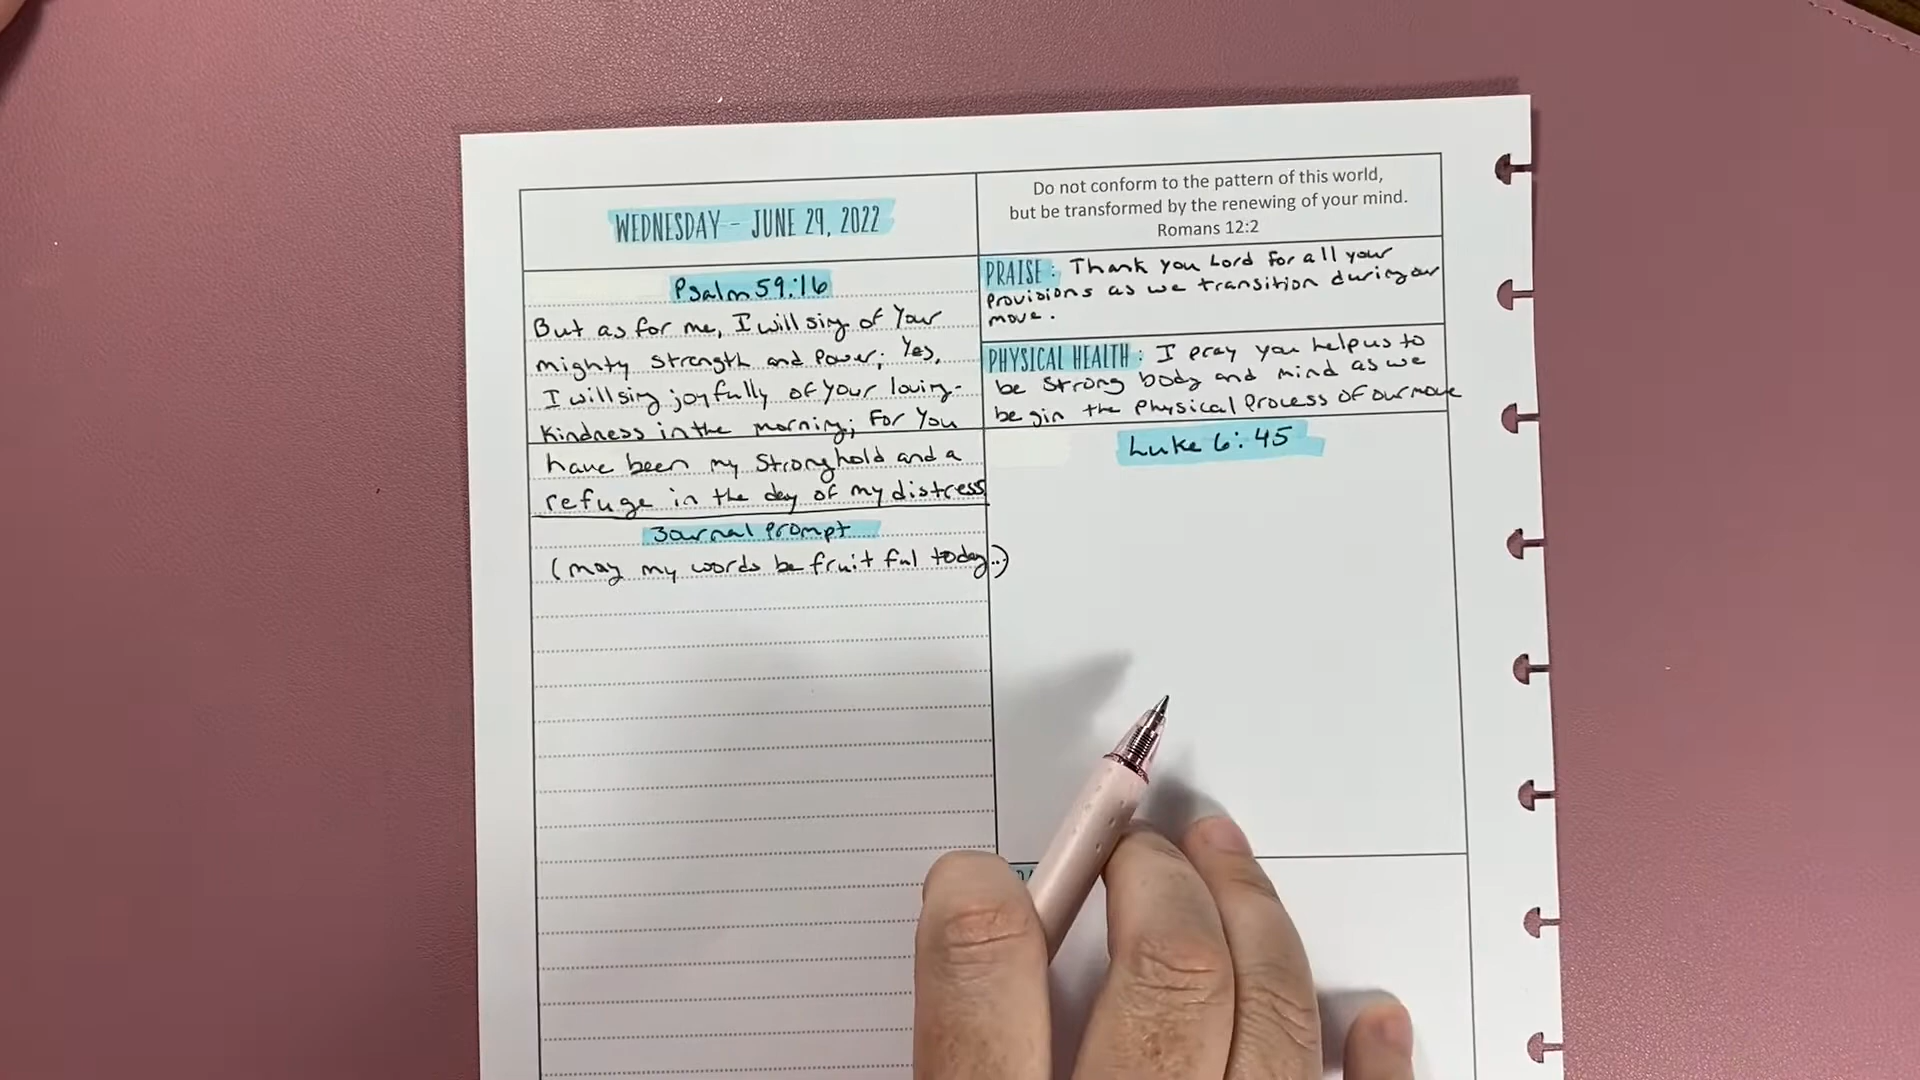 WEDNESDAY - JUNE 29, 2022
Psalm 59:16
But as for me, I will sing of Your
mighty strength and power; Yes,
I will sing joyfully of Your loving-
kindness in the morning; For You
have been my stronghold and a
refuge in the day of my distress
Journal Prompt
(may my words be fruitful today..)
Do not conform to the pattern of this world,
but be transformed by the renewing of your mind.
Romans 12:2
PRAISE: Thank you Lord for all your
provisions as we transition during our
move.
PHYSICAL HEALTH: I pray you help us to
be strong body and mind as we
begin the physical process of our move
Luke 6:45